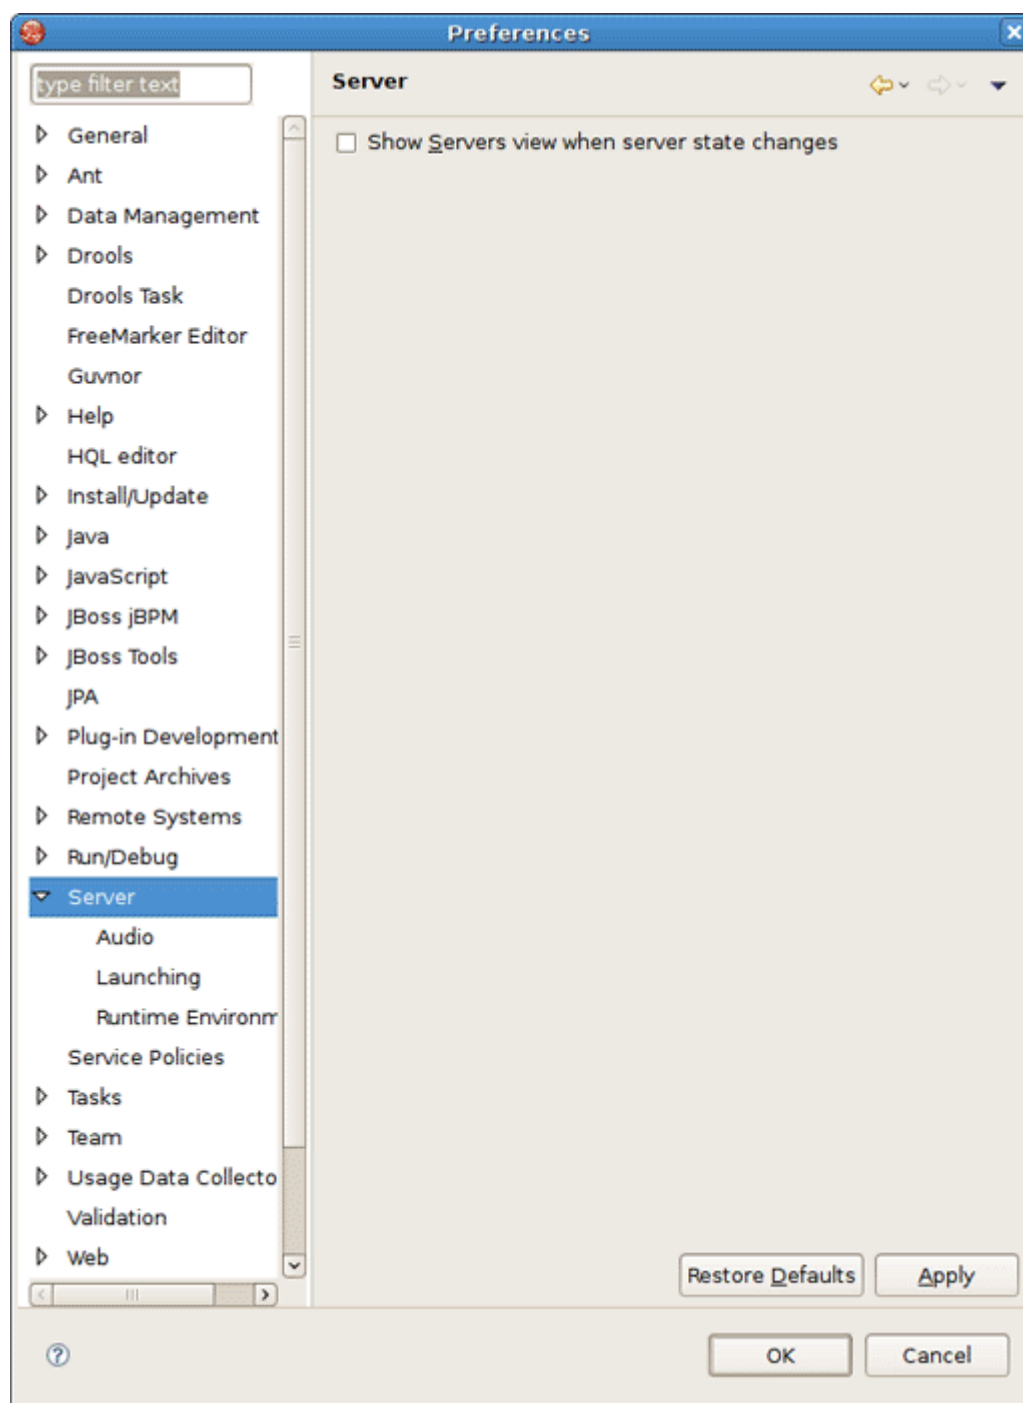 Preferences
type filter text
Server
Show Servers view when server state changes
General
Ant
Data Management
Drools
Drools Task
FreeMarker Editor
Guvnor
Help
HQL editor
Install/Update
Java
JavaScript
JBoss jBPM
JBoss Tools
JPA
Plug-in Development
Project Archives
Remote Systems
Run/Debug
Server
Audio
Launching
Runtime Environm
Service Policies
Tasks
Team
Usage Data Collecto
Validation
Web
Restore Defaults
Apply
OK
Cancel